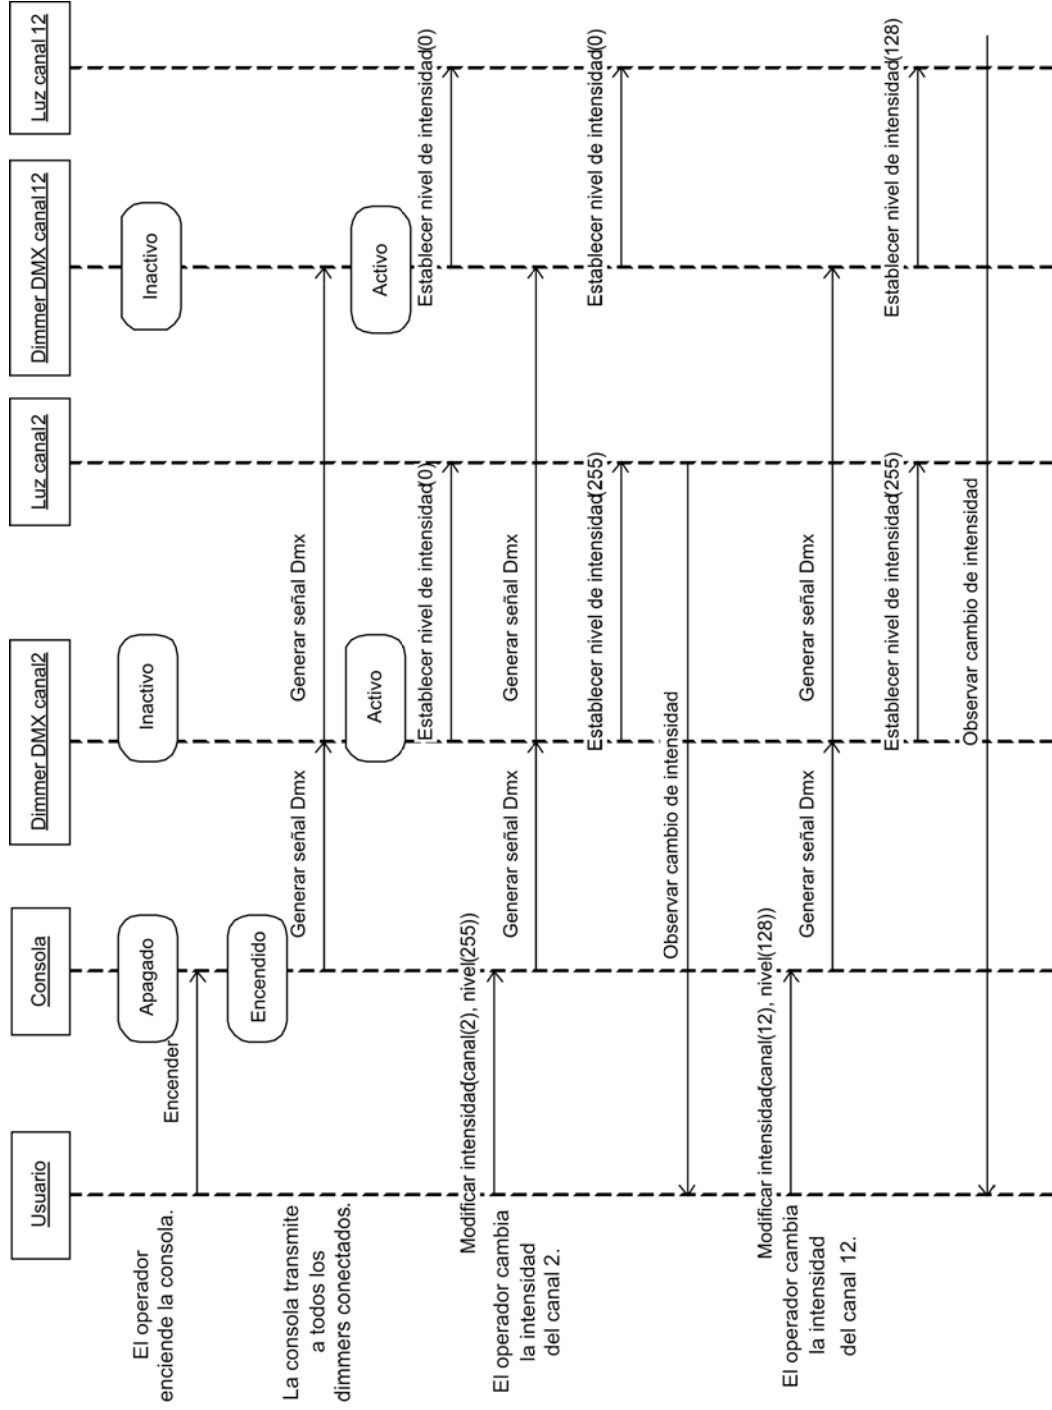 Usuario
Consola
Dimmer DMX canal2
Luz canal2
Dimmer DMX canal12
Luz canal 12
El operador
enciende la consola.
Encender
Apagado
Inactivo
Inactivo
Encendido
La consola transmite
a todos los
dimmers conectados.
Generar señal Dmx
Generar señal Dmx
Activo
Activo
Establecer nivel de intensidad(0)
Establecer nivel de intensidad(0)
Modificar intensidad(canal(2), nivel(255))
El operador cambia
la intensidad
del canal 2.
Generar señal Dmx
Generar señal Dmx
Establecer nivel de intensidad(255)
Establecer nivel de intensidad(0)
Observar cambio de intensidad
Modificar intensidad(canal(12), nivel(128))
El operador cambia
la intensidad
del canal 12.
Generar señal Dmx
Generar señal Dmx
Establecer nivel de intensidad(255)
Establecer nivel de intensidad(128)
Observar cambio de intensidad